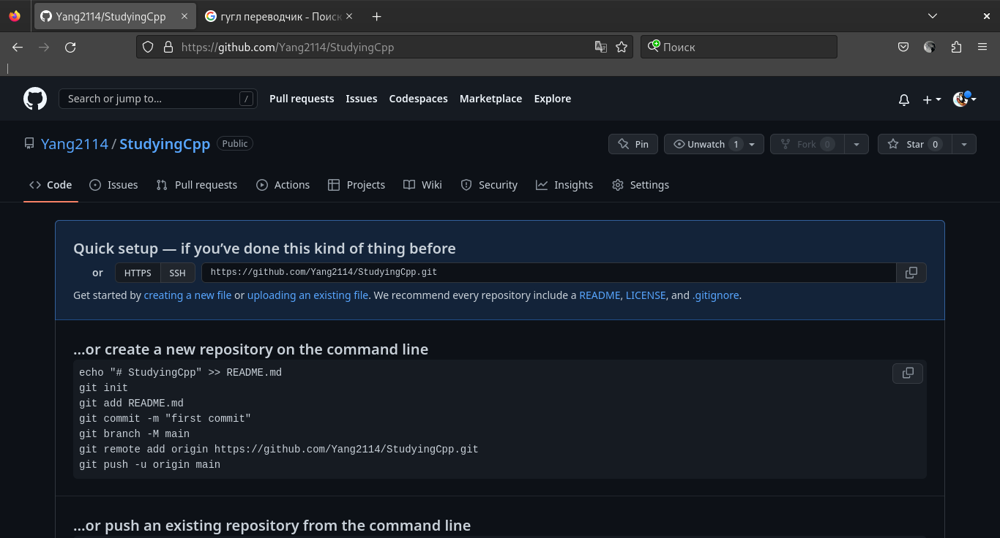 Yang2114/StudyingCpp
гугл переводчик - Поиск
https://github.com/Yang2114/StudyingCpp
Поиск
Search or jump to...
/
Pull requests
Issues
Codespaces
Marketplace
Explore
Yang2114 / StudyingCpp
Public
Pin
Unwatch 1
Fork 0
Star 0
Code
Issues
Pull requests
Actions
Projects
Wiki
Security
Insights
Settings
Quick setup — if you’ve done this kind of thing before
or
HTTPS
SSH
https://github.com/Yang2114/StudyingCpp.git
Get started by creating a new file or uploading an existing file. We recommend every repository include a README, LICENSE, and .gitignore.
…or create a new repository on the command line
echo "# StudyingCpp" >> README.md
git init
git add README.md
git commit -m "first commit"
git branch -M main
git remote add origin https://github.com/Yang2114/StudyingCpp.git
git push -u origin main
…or push an existing repository from the command line